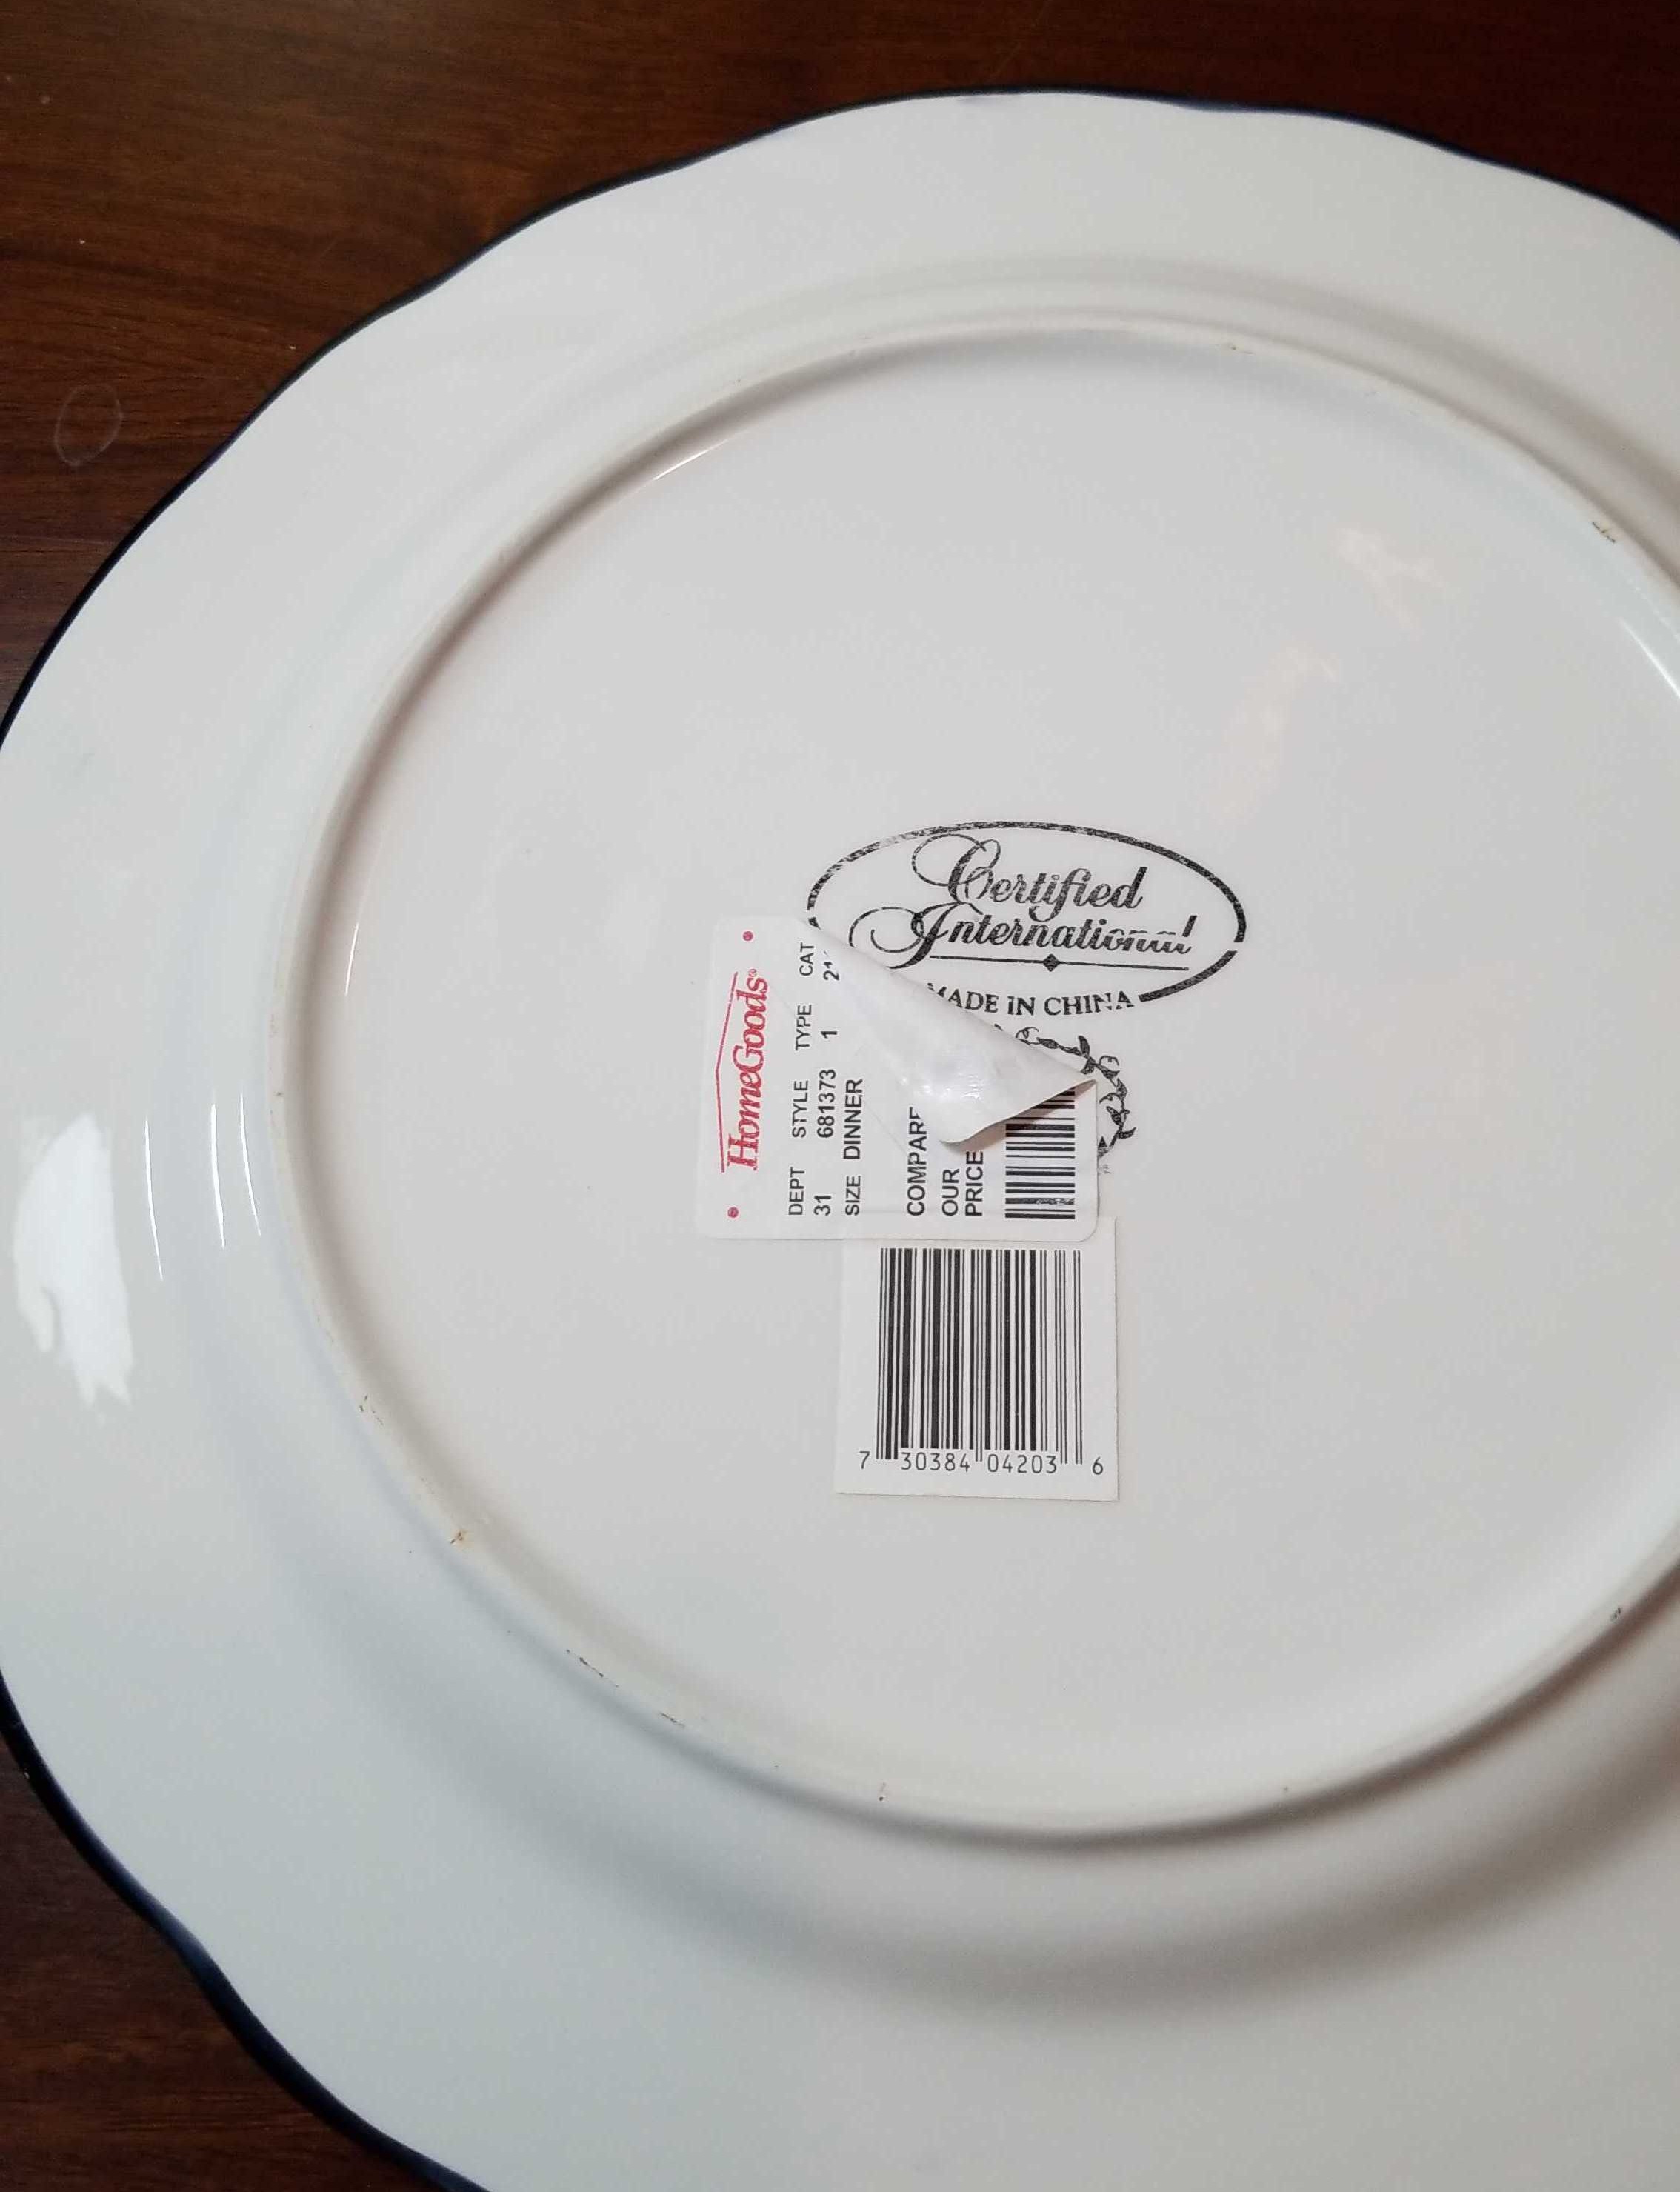 Certified
International
MADE IN CHINA
HomeGoods
DEPT STYLE TYPE CAT
31 681373 1
SIZE DINNER
OUR
PRICE
7 30384 04203 6